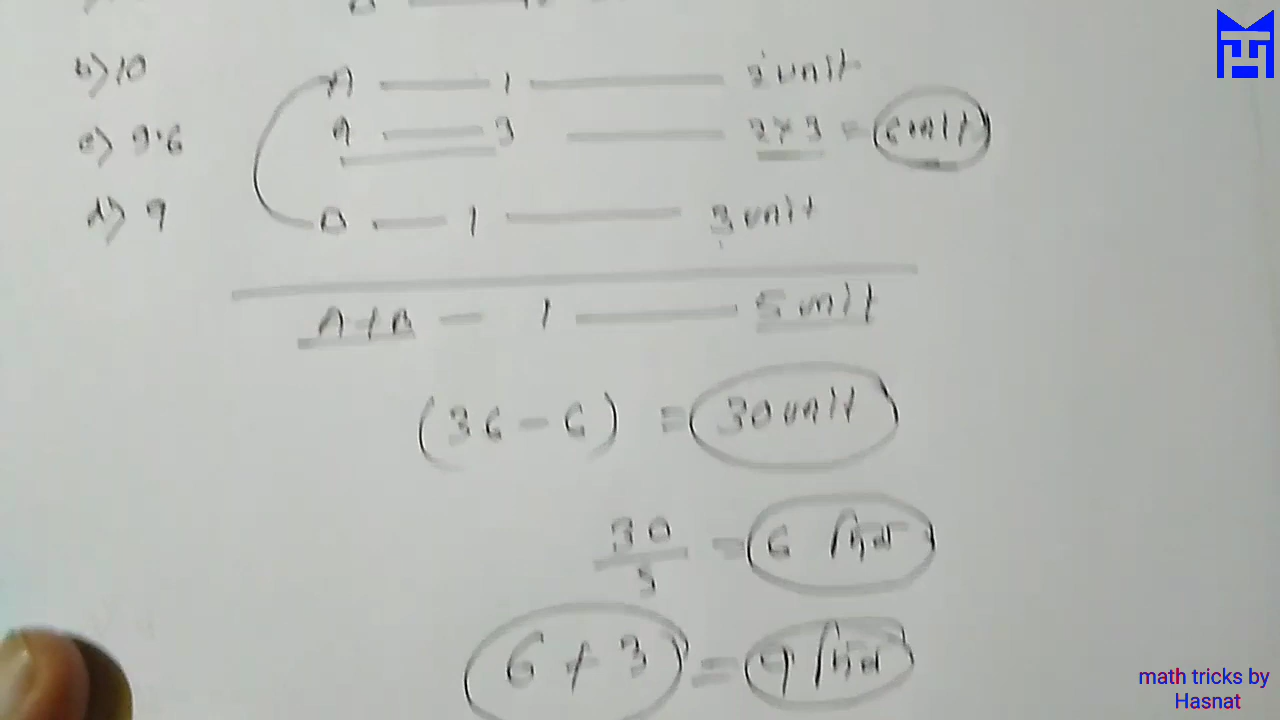 b) 10
A — 1 — 2 unit
c) 9.6
A — 3 — 2×3 = 6 unit
d) 9
B — 1 — 3 unit
A+B — 1 — 5 unit
(36-6) = 30 unit
30/5 = 6 দিন
6+3 = 9 দিন
math tricks by
Hasnat